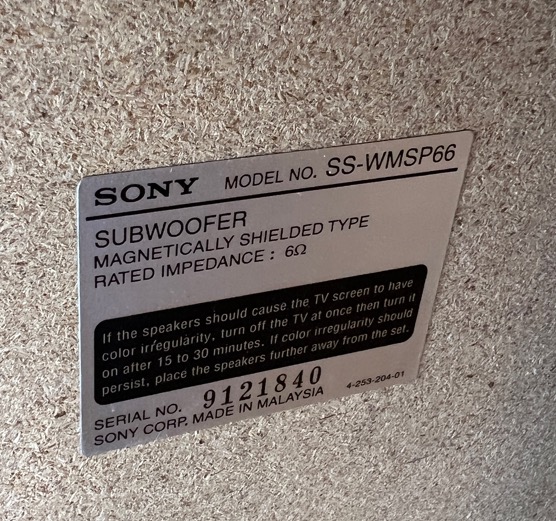 SONY MODEL NO. SS-WMSP66
SUBWOOFER
MAGNETICALLY SHIELDED TYPE
RATED IMPEDANCE : 6Ω
If the speakers should cause the TV screen to have
color irregularity, turn off the TV at once then turn it
on after 15 to 30 minutes. If color irregularity should
persist, place the speakers further away from the set.
SERIAL NO. 9121840
SONY CORP. MADE IN MALAYSIA 4-253-204-01